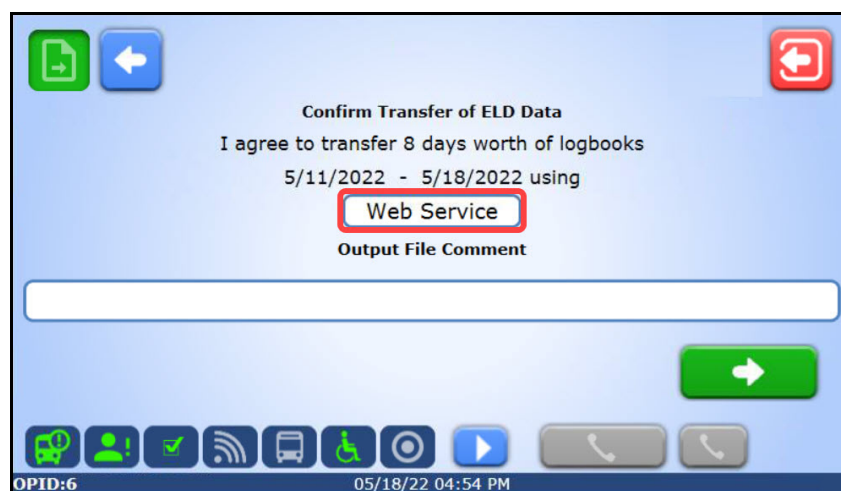 Confirm Transfer of ELD Data
I agree to transfer 8 days worth of logbooks
5/11/2022 - 5/18/2022 using
Web Service
Output File Comment
OPID:6 05/18/22 04:54 PM